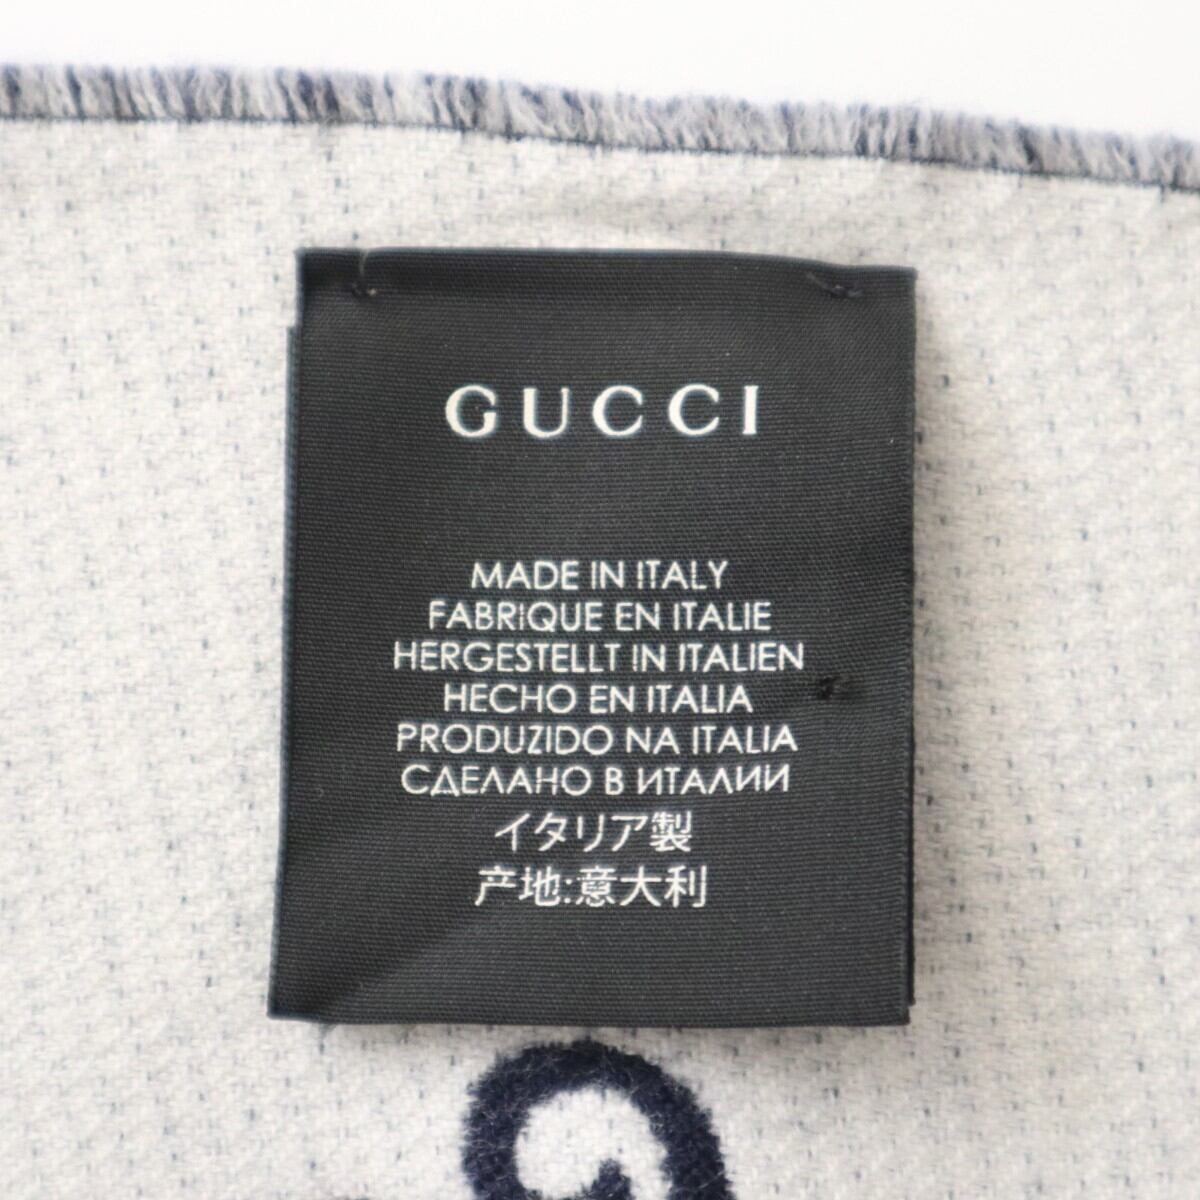 GUCCI
MADE IN ITALY
FABRIQUE EN ITALIE
HERGESTELLT IN ITALIEN
HECHO EN ITALIA
PRODUZIDO NA ITALIA
СДЕЛАНО В ИТАЛИИ
イタリア製
产地:意大利